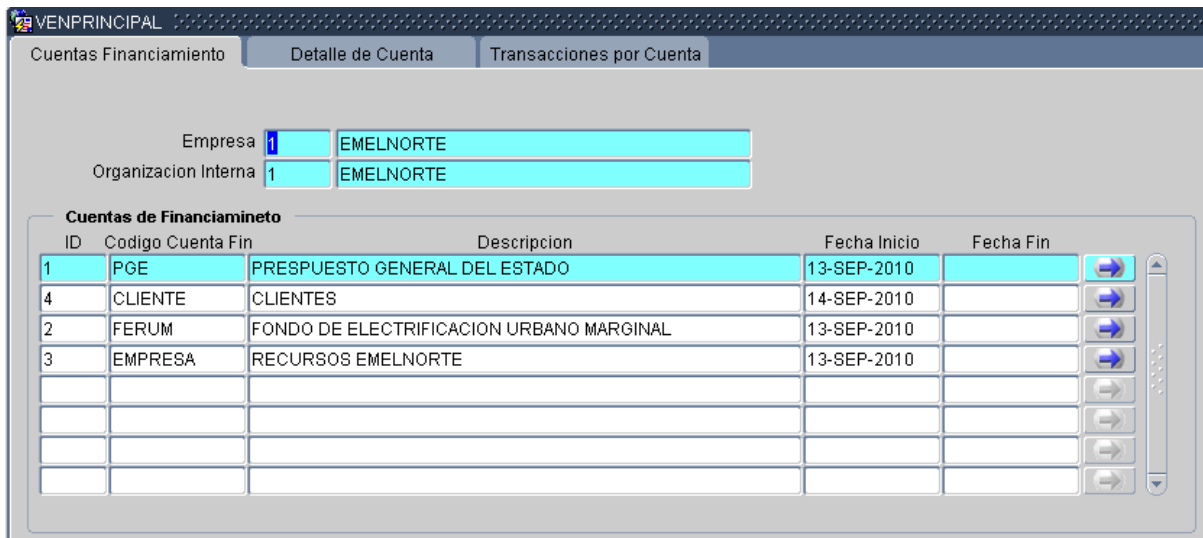 VENPRINCIPAL
Cuentas Financiamiento Detalle de Cuenta Transacciones por Cuenta
Empresa 1 EMELNORTE
Organizacion Interna 1 EMELNORTE
Cuentas de Financiamineto
ID Codigo Cuenta Fin Descripcion Fecha Inicio Fecha Fin
1 PGE PRESPUESTO GENERAL DEL ESTADO 13-SEP-2010
4 CLIENTE CLIENTES 14-SEP-2010
2 FERUM FONDO DE ELECTRIFICACION URBANO MARGINAL 13-SEP-2010
3 EMPRESA RECURSOS EMELNORTE 13-SEP-2010